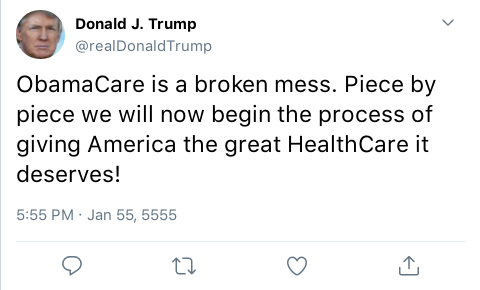 Donald J. Trump
@realDonaldTrump
ObamaCare is a broken mess. Piece by
piece we will now begin the process of
giving America the great HealthCare it
deserves!
5:55 PM · Jan 55, 5555